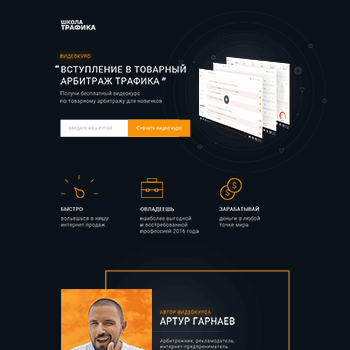 ШКОЛА
ТРАФИКА
ВИДЕОКУРС
"ВСТУПЛЕНИЕ В ТОВАРНЫЙ
АРБИТРАЖ ТРАФИКА"
Получи бесплатный видеокурс
по товарному арбитражу для новичков
введите ваш e-mail
Скачать видео курс
БЫСТРО
вольешься в нишу
интернет продаж
ОВЛАДЕЕШЬ
наиболее выгодной
и востребованной
профессией 2016 года
ЗАРАБАТЫВАЙ
деньги в любой
точке мира
АВТОР ВИДЕОКУРСА
АРТУР ГАРНАЕВ
Арбитражник, рекламодатель,
интернет-предприниматель